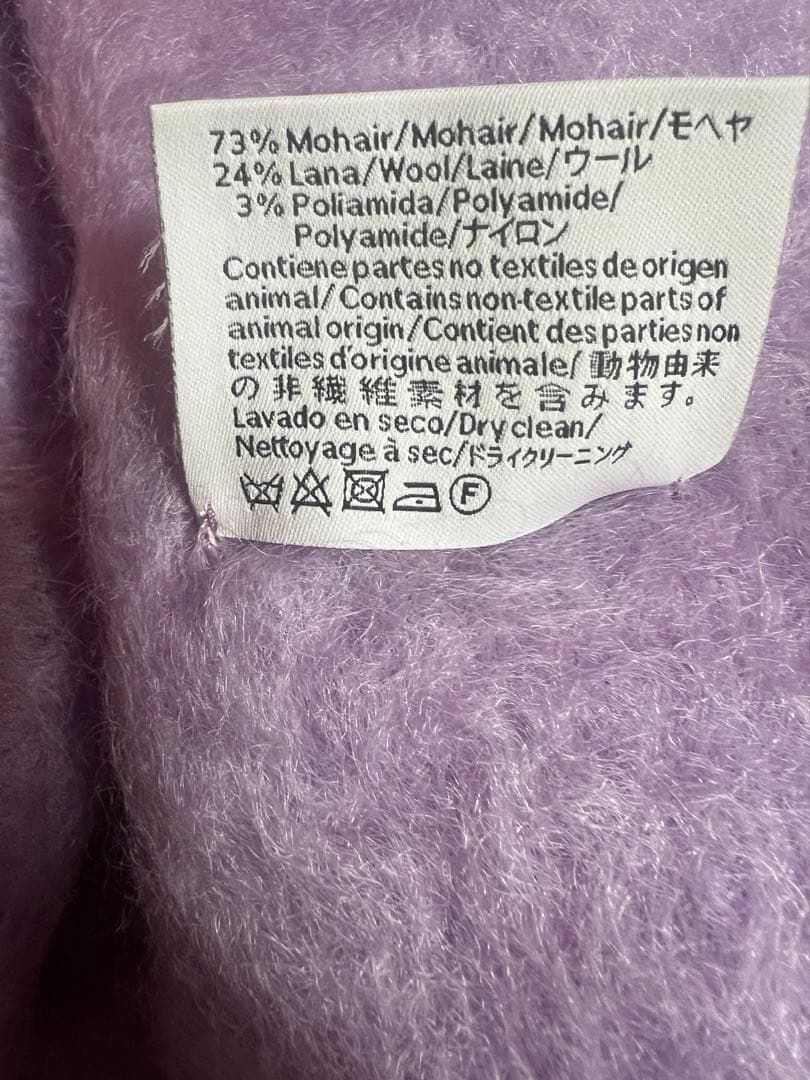 73% Mohair/Mohair/Mohair/モヘヤ
24% Lana/Wool/Laine/ウール
3% Poliamida/Polyamide/
Polyamide/ナイロン
Contiene partes no textiles de origen
animal/Contains non-textile parts of
animal origin/Contient des parties non
textiles d'origine animale/動物由来
の非繊維素材を含みます。
Lavado en seco/Dry clean/
Nettoyage à sec/ドライクリーニング
F